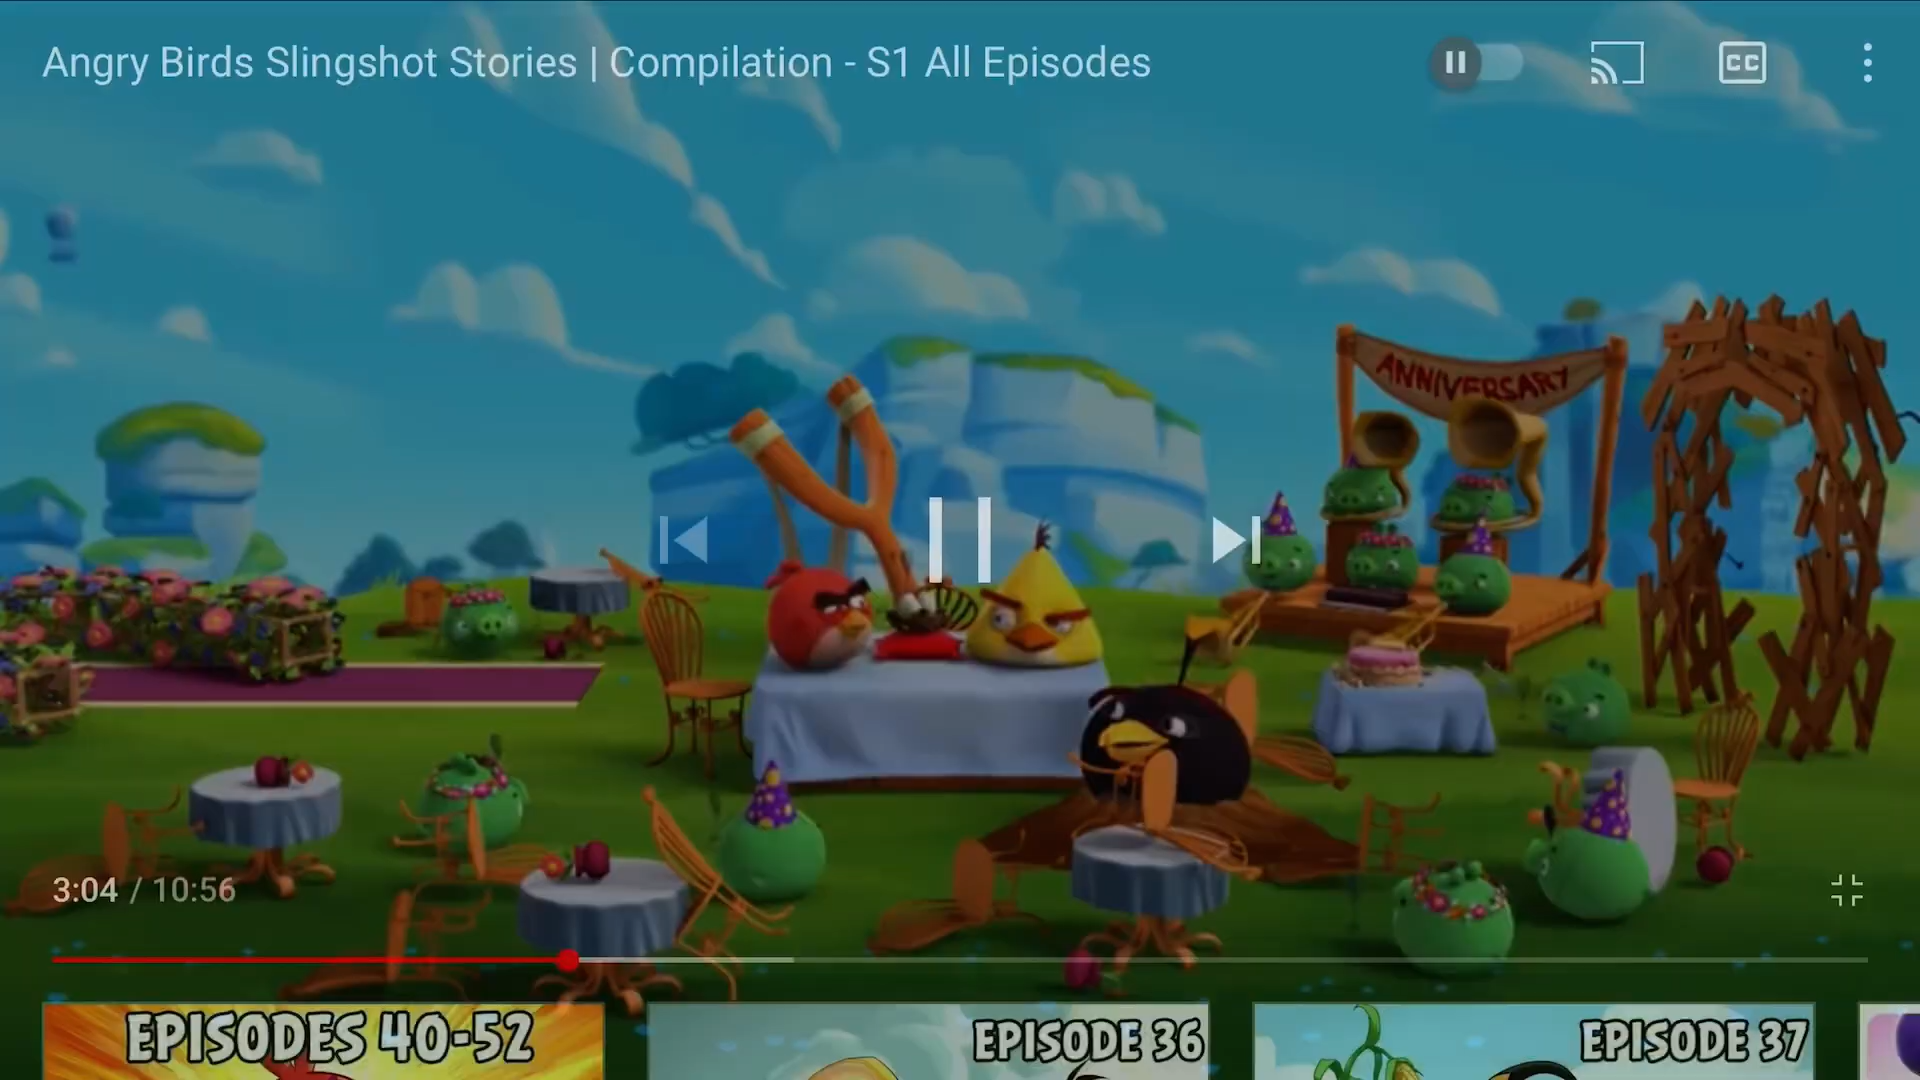 Angry Birds Slingshot Stories | Compilation - S1 All Episodes
CC
ANNIVERSARY
3:04 / 10:56
EPISODES 40-52
EPISODE 36
EPISODE 37